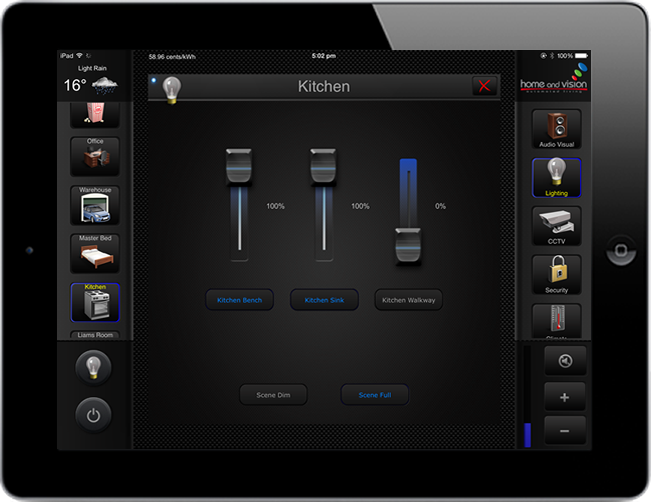 iPad
58.96 cents/kWh
5:02 pm
100%
Light Rain
16°
Kitchen
home and vision
Office
Warehouse
Master Bed
Kitchen
Liams Room
100%
100%
0%
Kitchen Bench
Kitchen Sink
Kitchen Walkway
Scene Dim
Scene Full
Audio Visual
Lighting
CCTV
Security
Climate